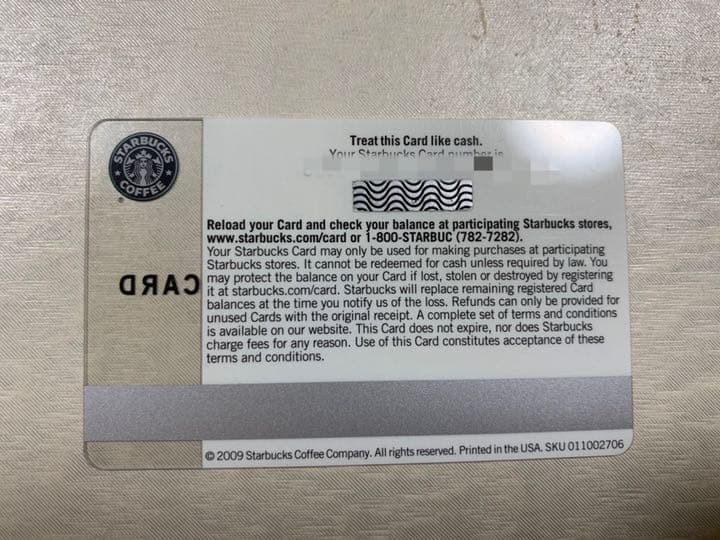 STARBUCKS
COFFEE
Treat this Card like cash.
Your Starbucks Card number is
Reload your Card and check your balance at participating Starbucks stores,
www.starbucks.com/card or 1-800-STARBUC (782-7282).
Your Starbucks Card may only be used for making purchases at participating
Starbucks stores. It cannot be redeemed for cash unless required by law. You
may protect the balance on your Card if lost, stolen or destroyed by registering
it at starbucks.com/card. Starbucks will replace remaining registered Card
balances at the time you notify us of the loss. Refunds can only be provided for
unused Cards with the original receipt. A complete set of terms and conditions
is available on our website. This Card does not expire, nor does Starbucks
charge fees for any reason. Use of this Card constitutes acceptance of these
terms and conditions.
CARD
© 2009 Starbucks Coffee Company. All rights reserved. Printed in the USA. SKU 011002706